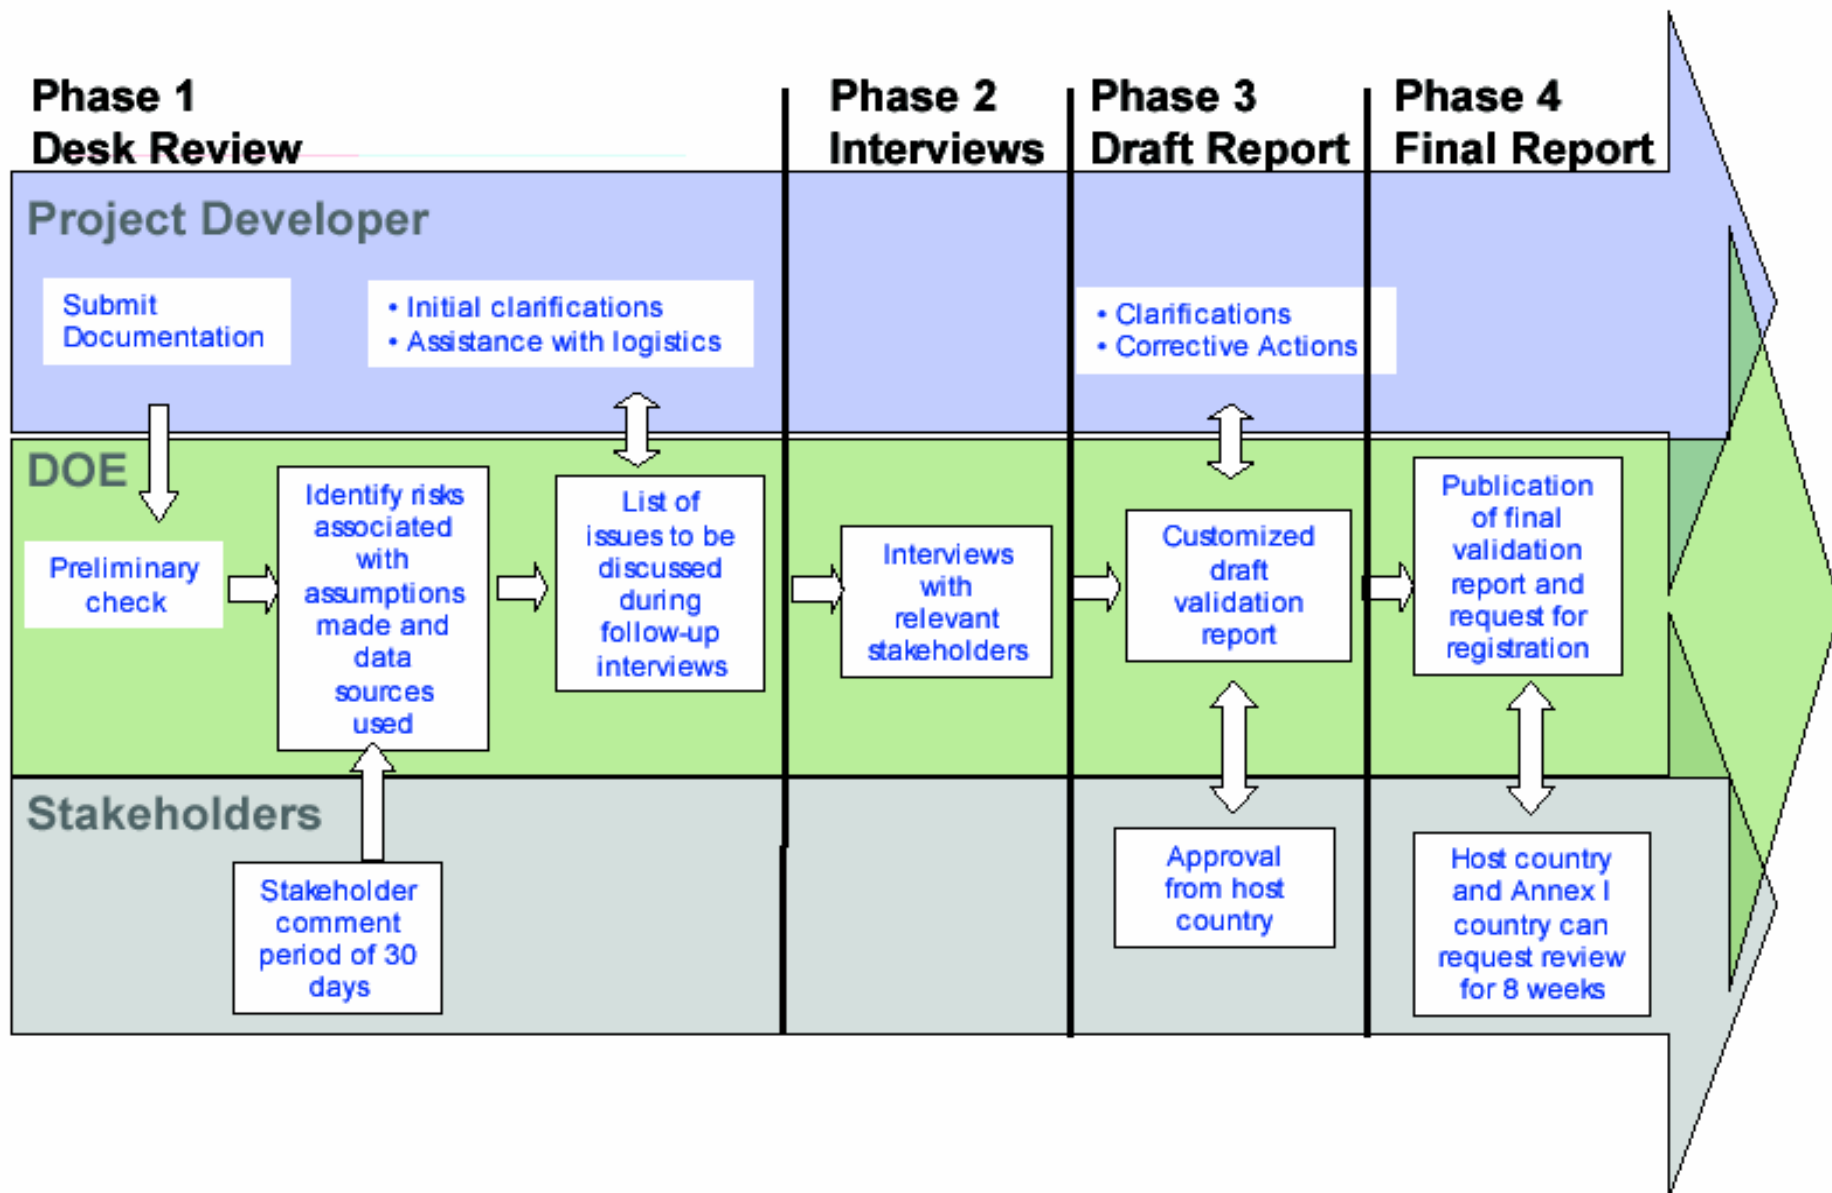 Phase 1
Desk Review
Phase 2
Interviews
Phase 3
Draft Report
Phase 4
Final Report
Project Developer
Submit
Documentation
• Initial clarifications
• Assistance with logistics
• Clarifications
• Corrective Actions
DOE
Preliminary
check
Identify risks
associated
with
assumptions
made and
data
sources
used
List of
issues to be
discussed
during
follow-up
interviews
Interviews
with
relevant
stakeholders
Customized
draft
validation
report
Publication
of final
validation
report and
request for
registration
Stakeholders
Stakeholder
comment
period of 30
days
Approval
from host
country
Host country
and Annex I
country can
request review
for 8 weeks